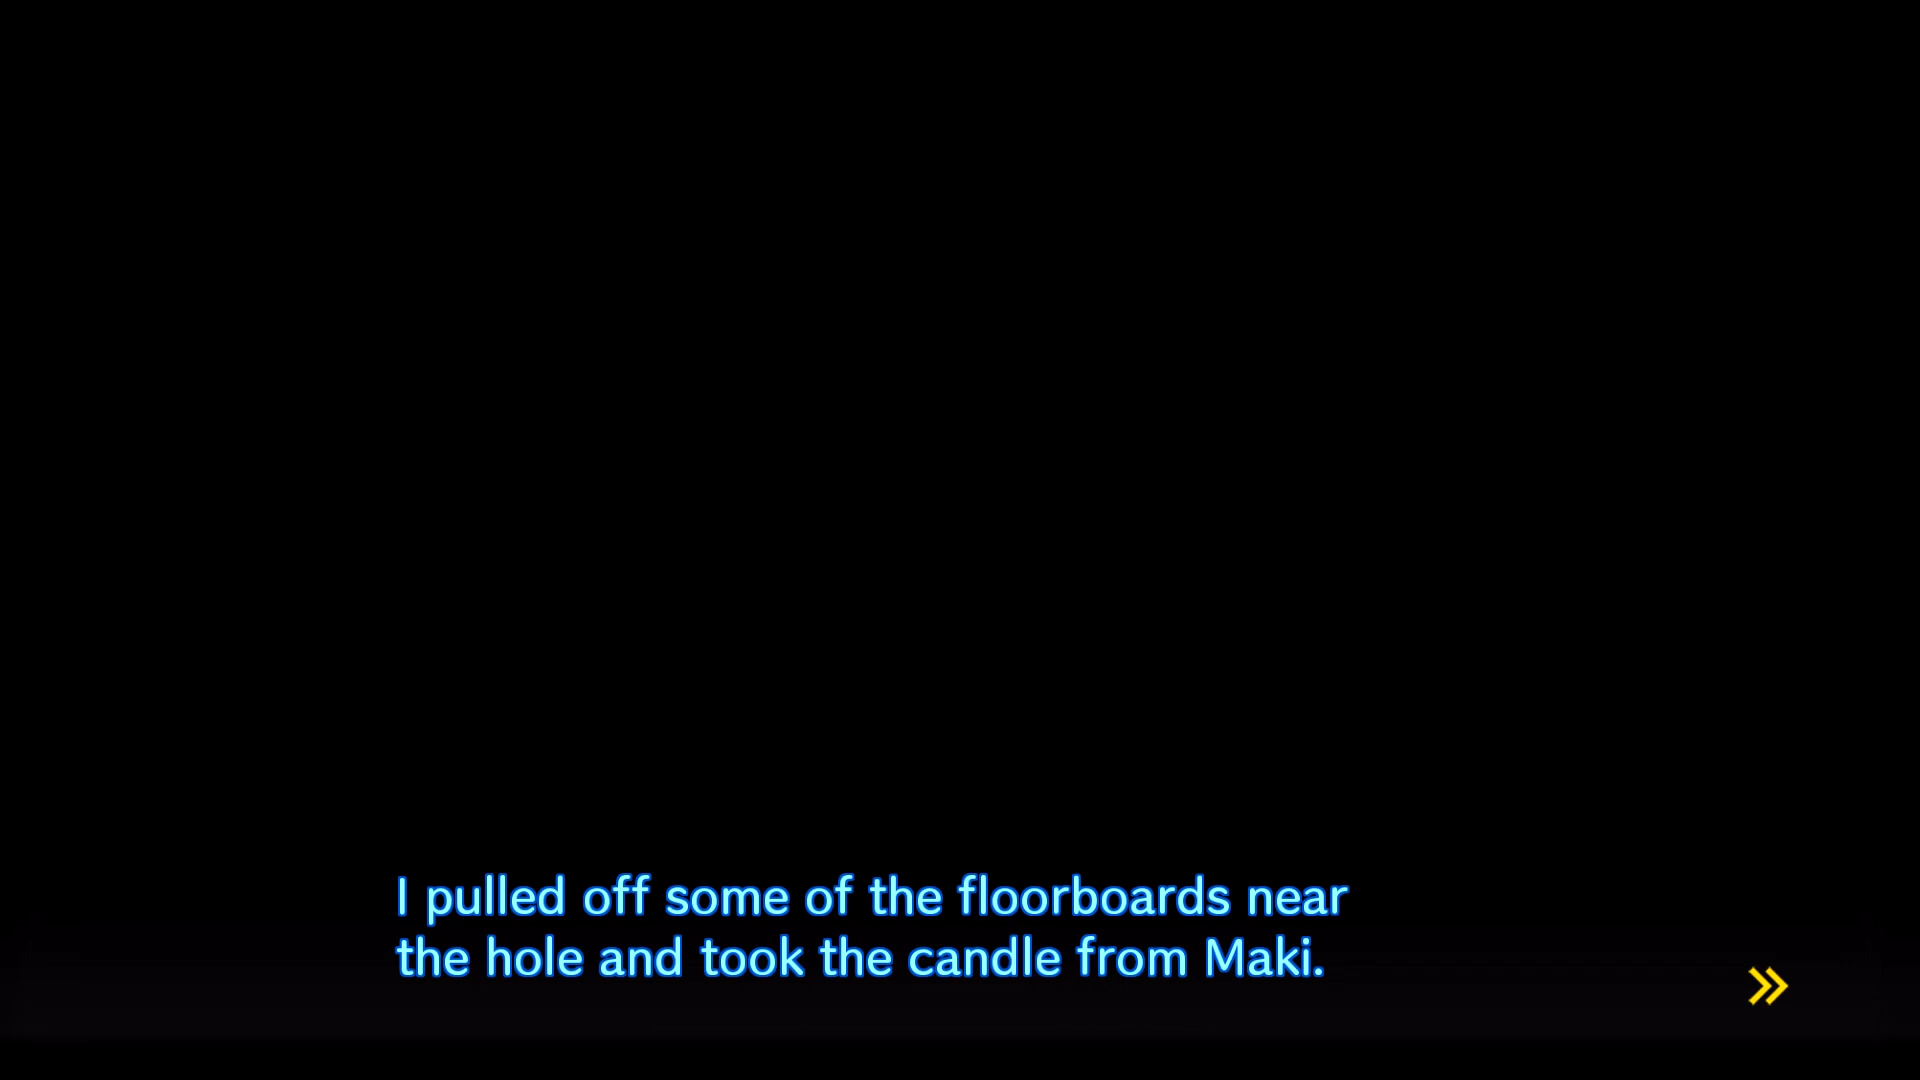 I pulled off some of the floorboards near
the hole and took the candle from Maki.